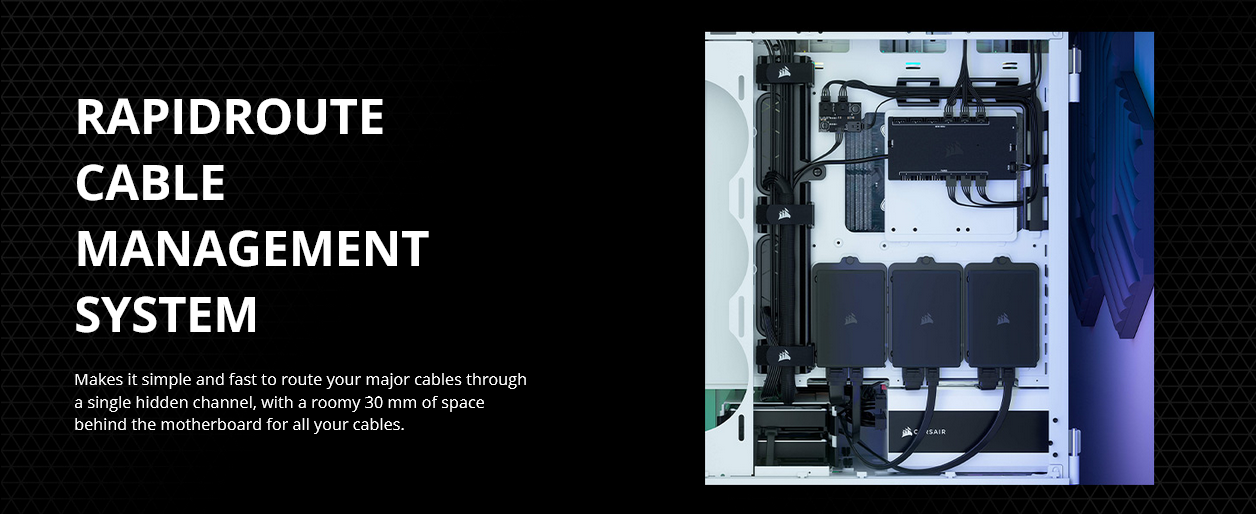 RAPIDROUTE
CABLE
MANAGEMENT
SYSTEM
Makes it simple and fast to route your major cables through
a single hidden channel, with a roomy 30 mm of space
behind the motherboard for all your cables.
CORSAIR